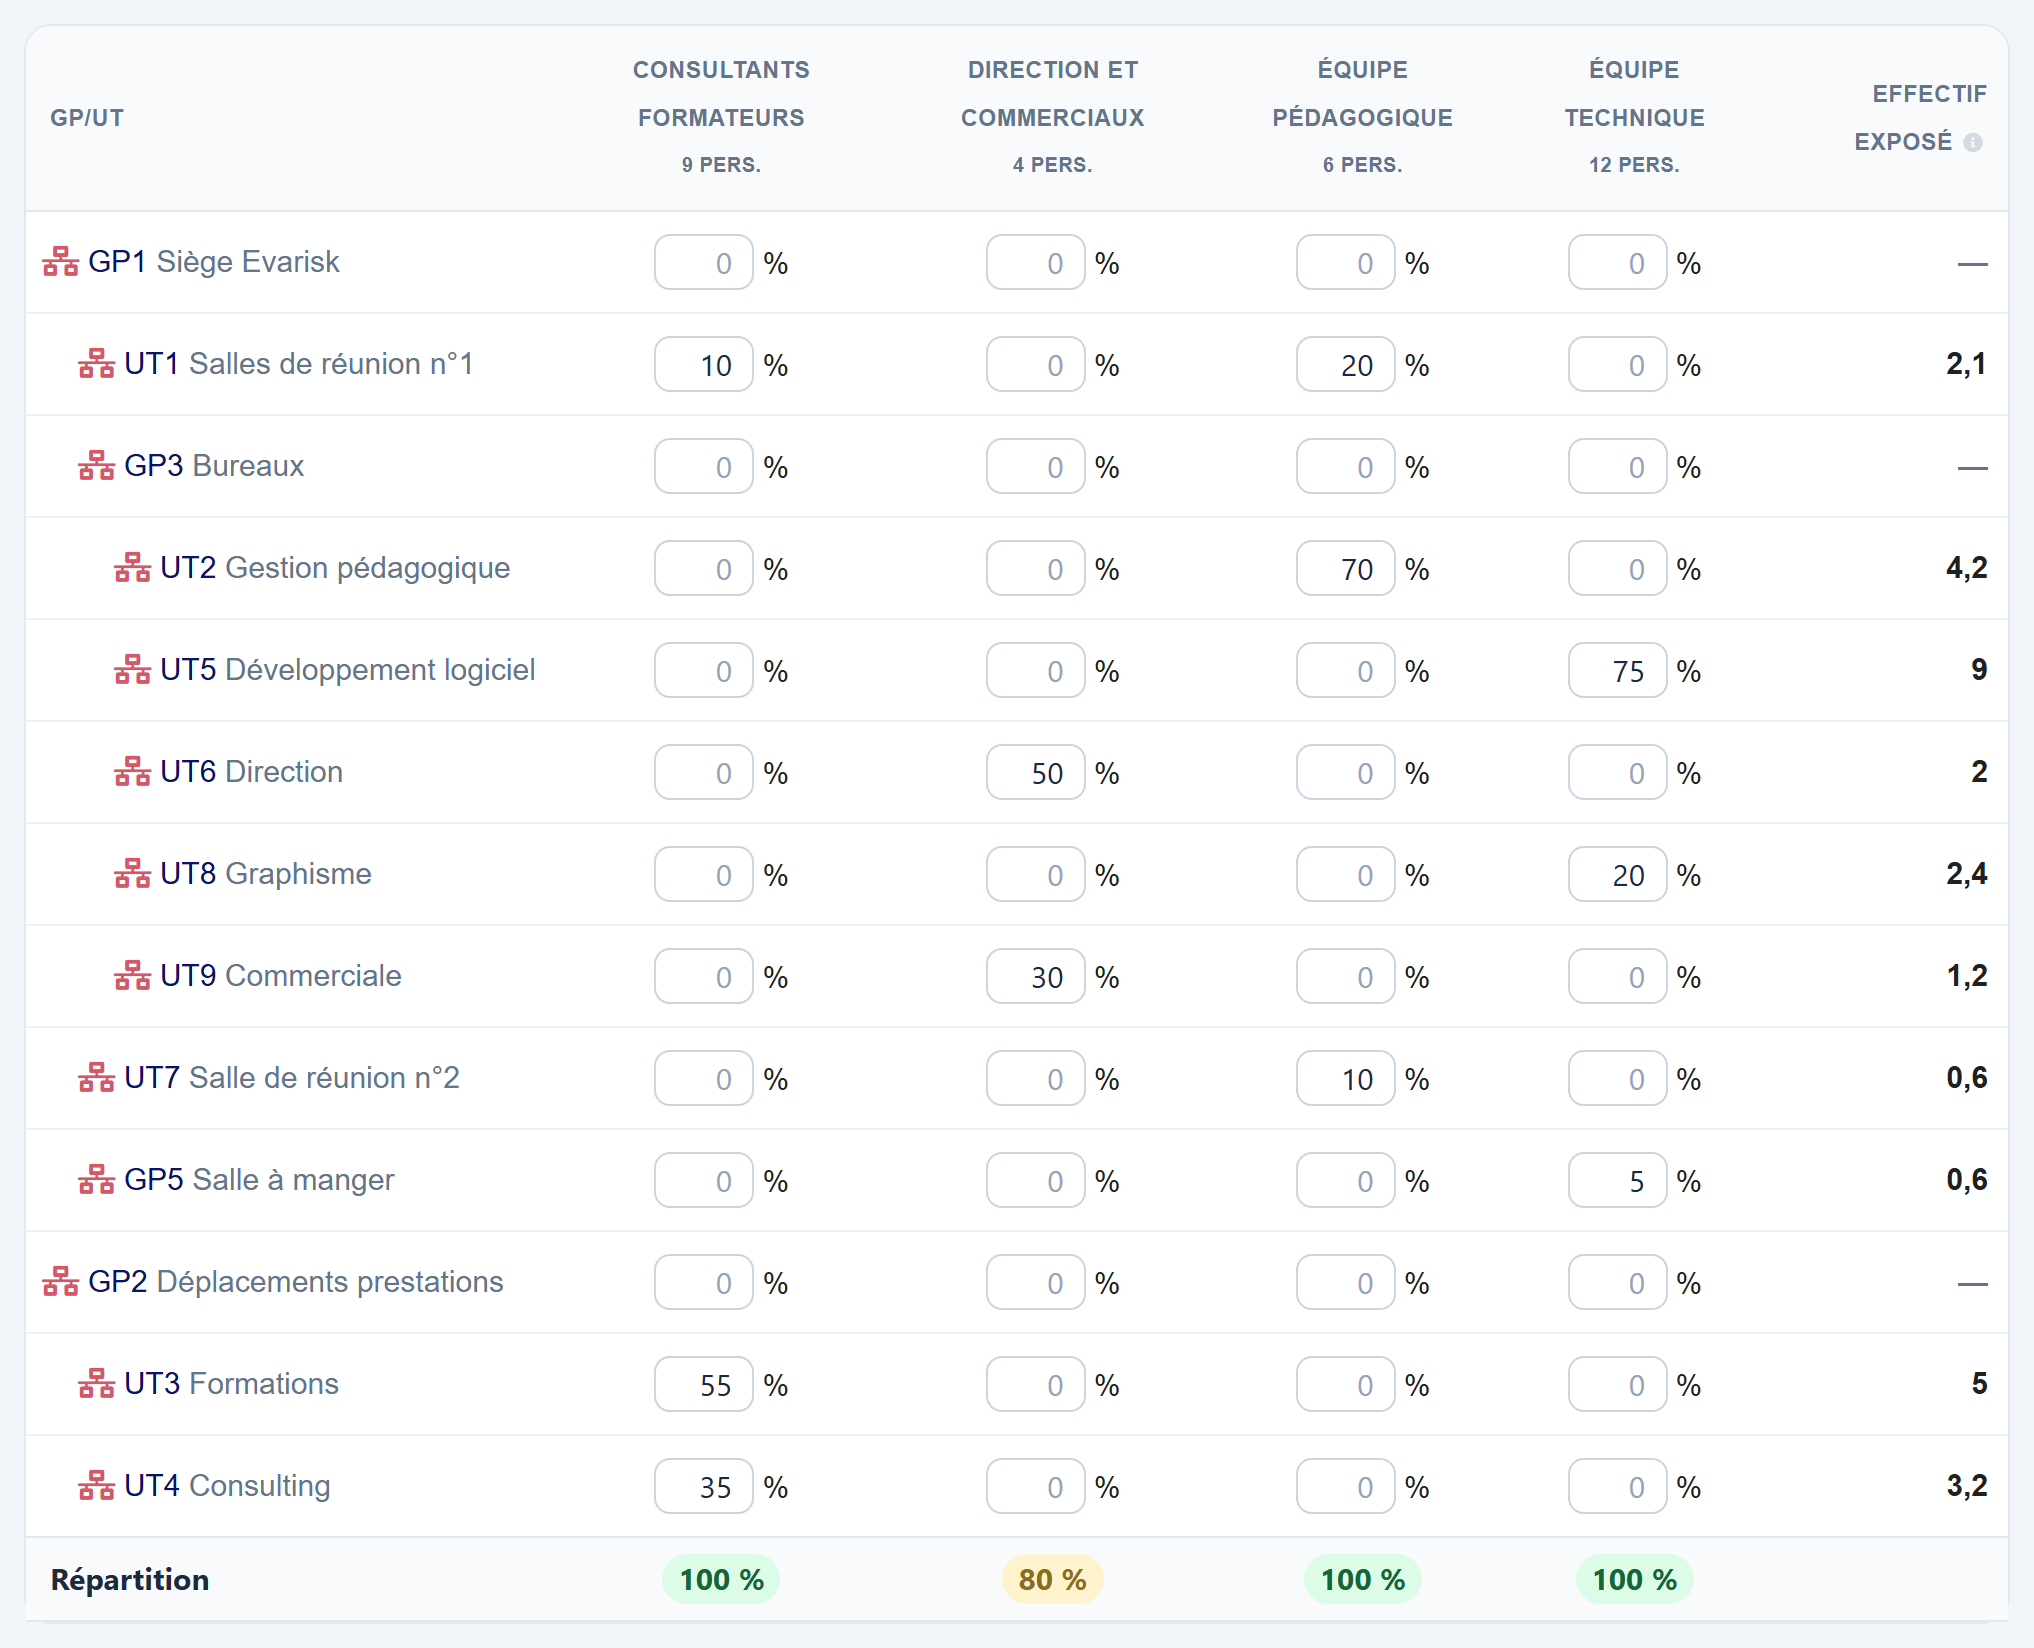 GP/UT
CONSULTANTS
FORMATEURS
9 PERS.
DIRECTION ET
COMMERCIAUX
4 PERS.
ÉQUIPE
PÉDAGOGIQUE
6 PERS.
ÉQUIPE
TECHNIQUE
12 PERS.
EFFECTIF
EXPOSÉ i
GP1 Siège Evarisk 0 % 0 % 0 % 0 % —
UT1 Salles de réunion n°1 10 % 0 % 20 % 0 % 2,1
GP3 Bureaux 0 % 0 % 0 % 0 % —
UT2 Gestion pédagogique 0 % 0 % 70 % 0 % 4,2
UT5 Développement logiciel 0 % 0 % 0 % 75 % 9
UT6 Direction 0 % 50 % 0 % 0 % 2
UT8 Graphisme 0 % 0 % 0 % 20 % 2,4
UT9 Commerciale 0 % 30 % 0 % 0 % 1,2
UT7 Salle de réunion n°2 0 % 0 % 10 % 0 % 0,6
GP5 Salle à manger 0 % 0 % 0 % 5 % 0,6
GP2 Déplacements prestations 0 % 0 % 0 % 0 % —
UT3 Formations 55 % 0 % 0 % 0 % 5
UT4 Consulting 35 % 0 % 0 % 0 % 3,2
Répartition 100 % 80 % 100 % 100 %